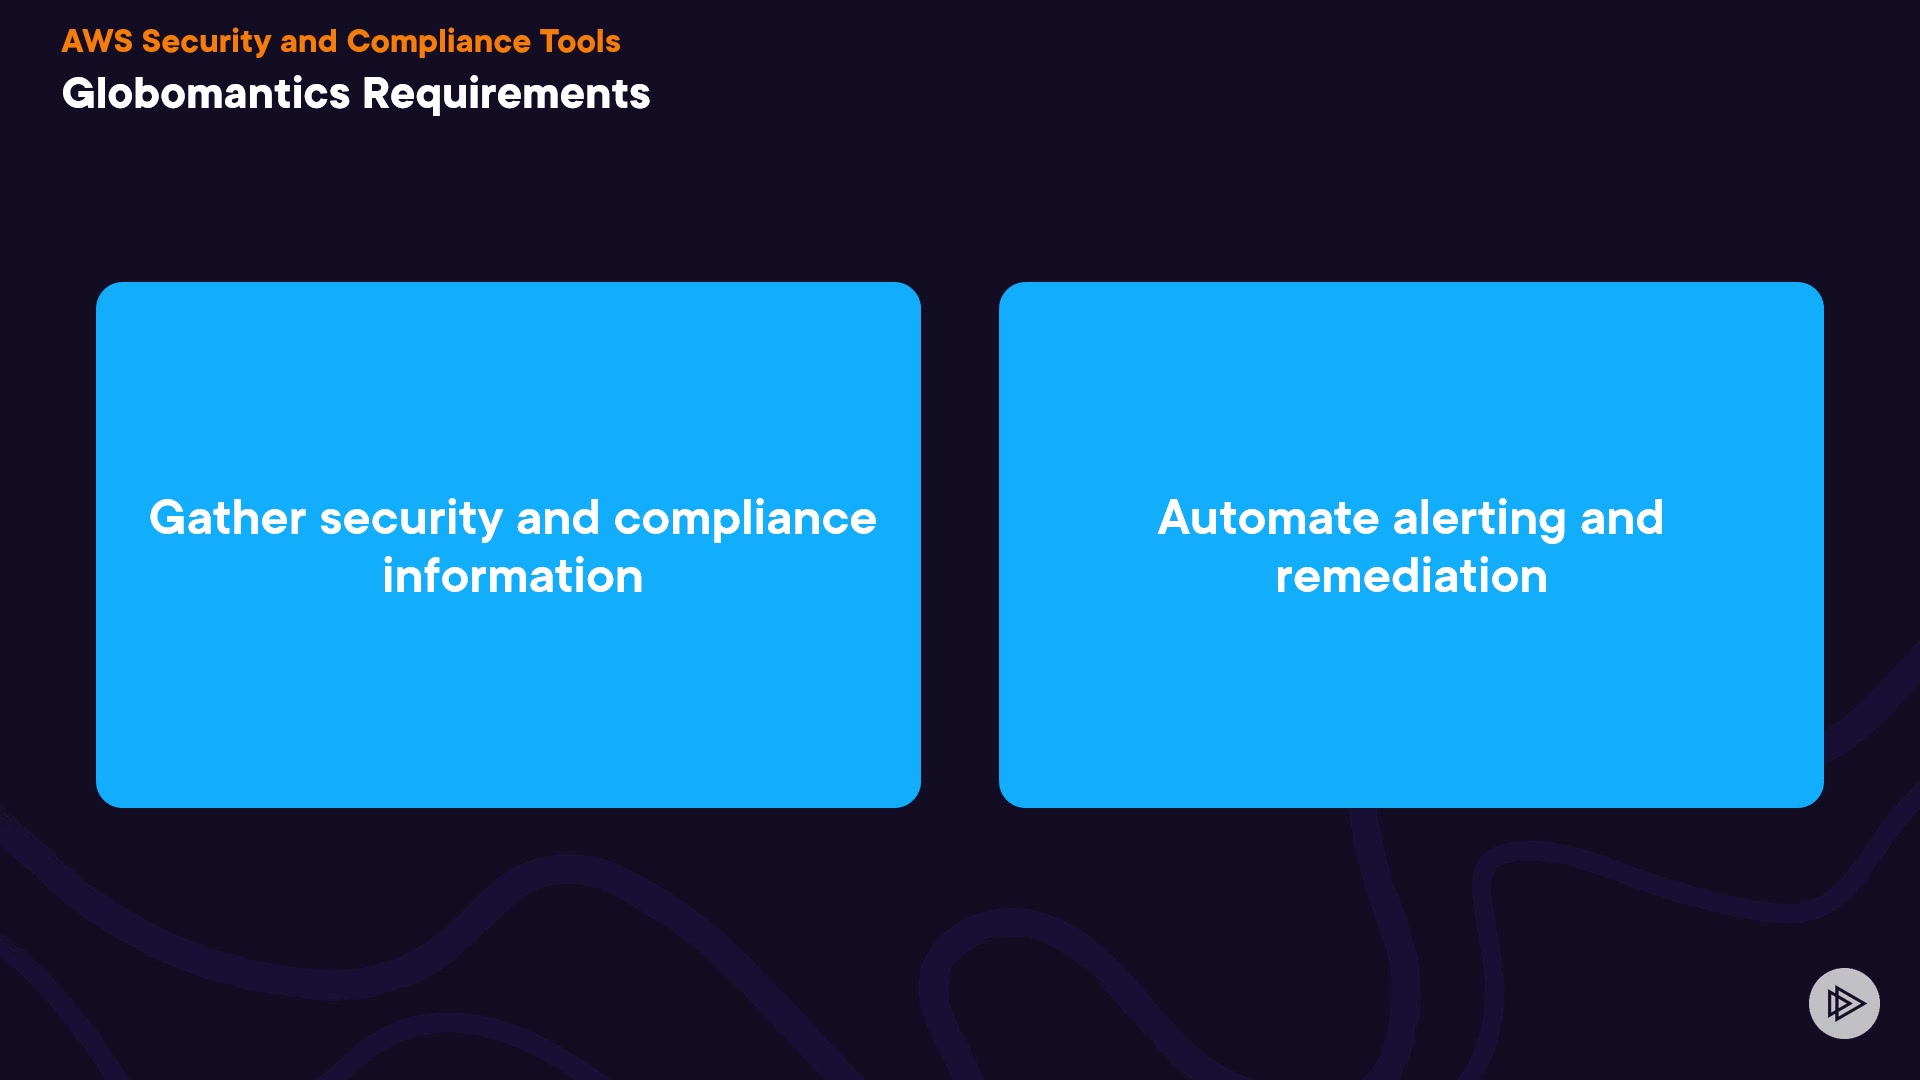 AWS Security and Compliance Tools
Globomantics Requirements
Gather security and compliance
information
Automate alerting and
remediation